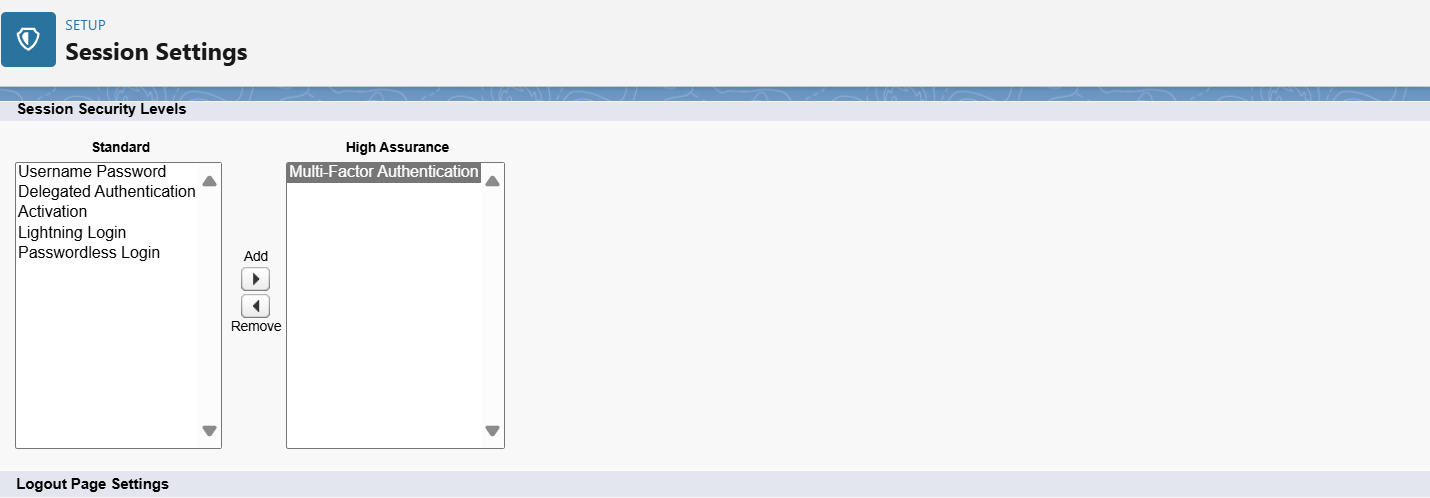 SETUP
Session Settings
Session Security Levels
Standard
High Assurance
Username Password
Delegated Authentication
Activation
Lightning Login
Passwordless Login
Add
Remove
Multi-Factor Authentication
Logout Page Settings